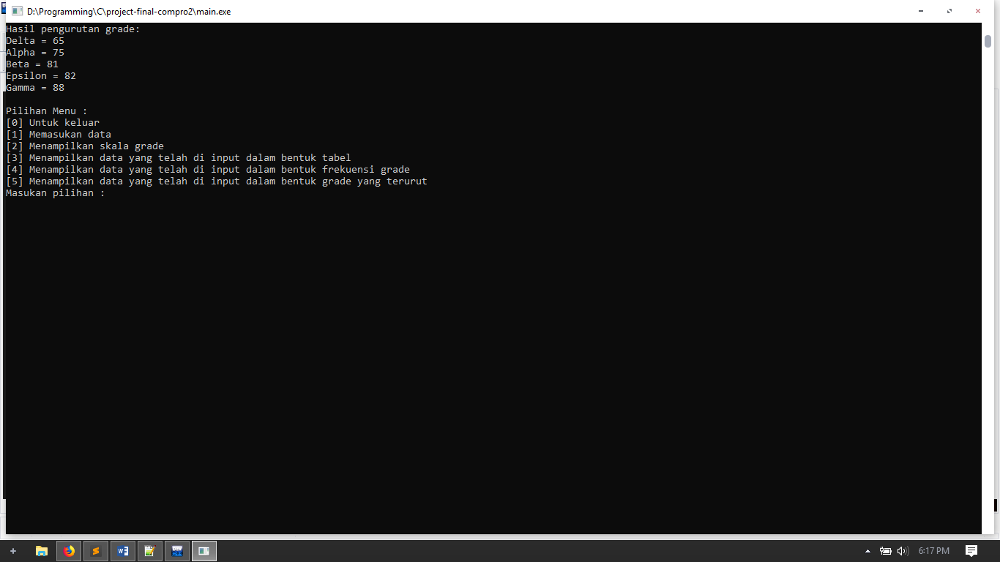 D:\Programming\C\project-final-compro2\main.exe
Hasil pengurutan grade:
Delta = 65
Alpha = 75
Beta = 81
Epsilon = 82
Gamma = 88
Pilihan Menu :
[0] Untuk keluar
[1] Memasukan data
[2] Menampilkan skala grade
[3] Menampilkan data yang telah di input dalam bentuk tabel
[4] Menampilkan data yang telah di input dalam bentuk frekuensi grade
[5] Menampilkan data yang telah di input dalam bentuk grade yang terurut
Masukan pilihan :
DEV
6:17 PM